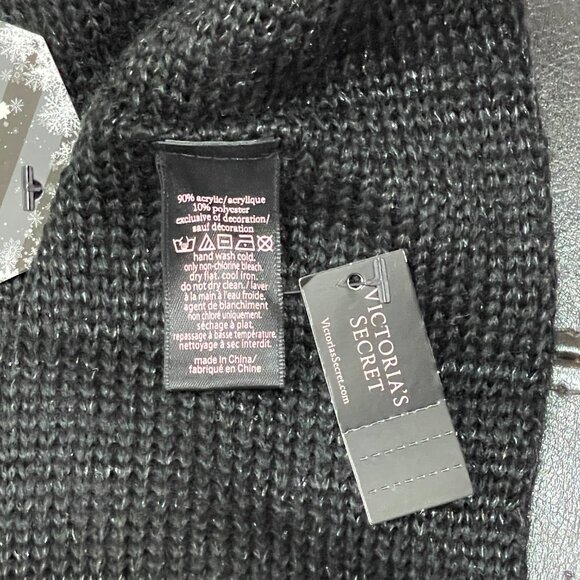 90% acrylic/acrylique
10% polyester
exclusive of decoration/
sauf décoration
hand wash cold.
only non-chlorine bleach.
dry flat. cool iron.
do not dry clean./laver
à la main à l'eau froide.
agent de blanchiment
non chloré uniquement.
séchage à plat.
repassage à basse température.
nettoyage à sec interdit.
made in China/
fabriqué en Chine
VICTORIA'S
SECRET
VictoriasSecret.com